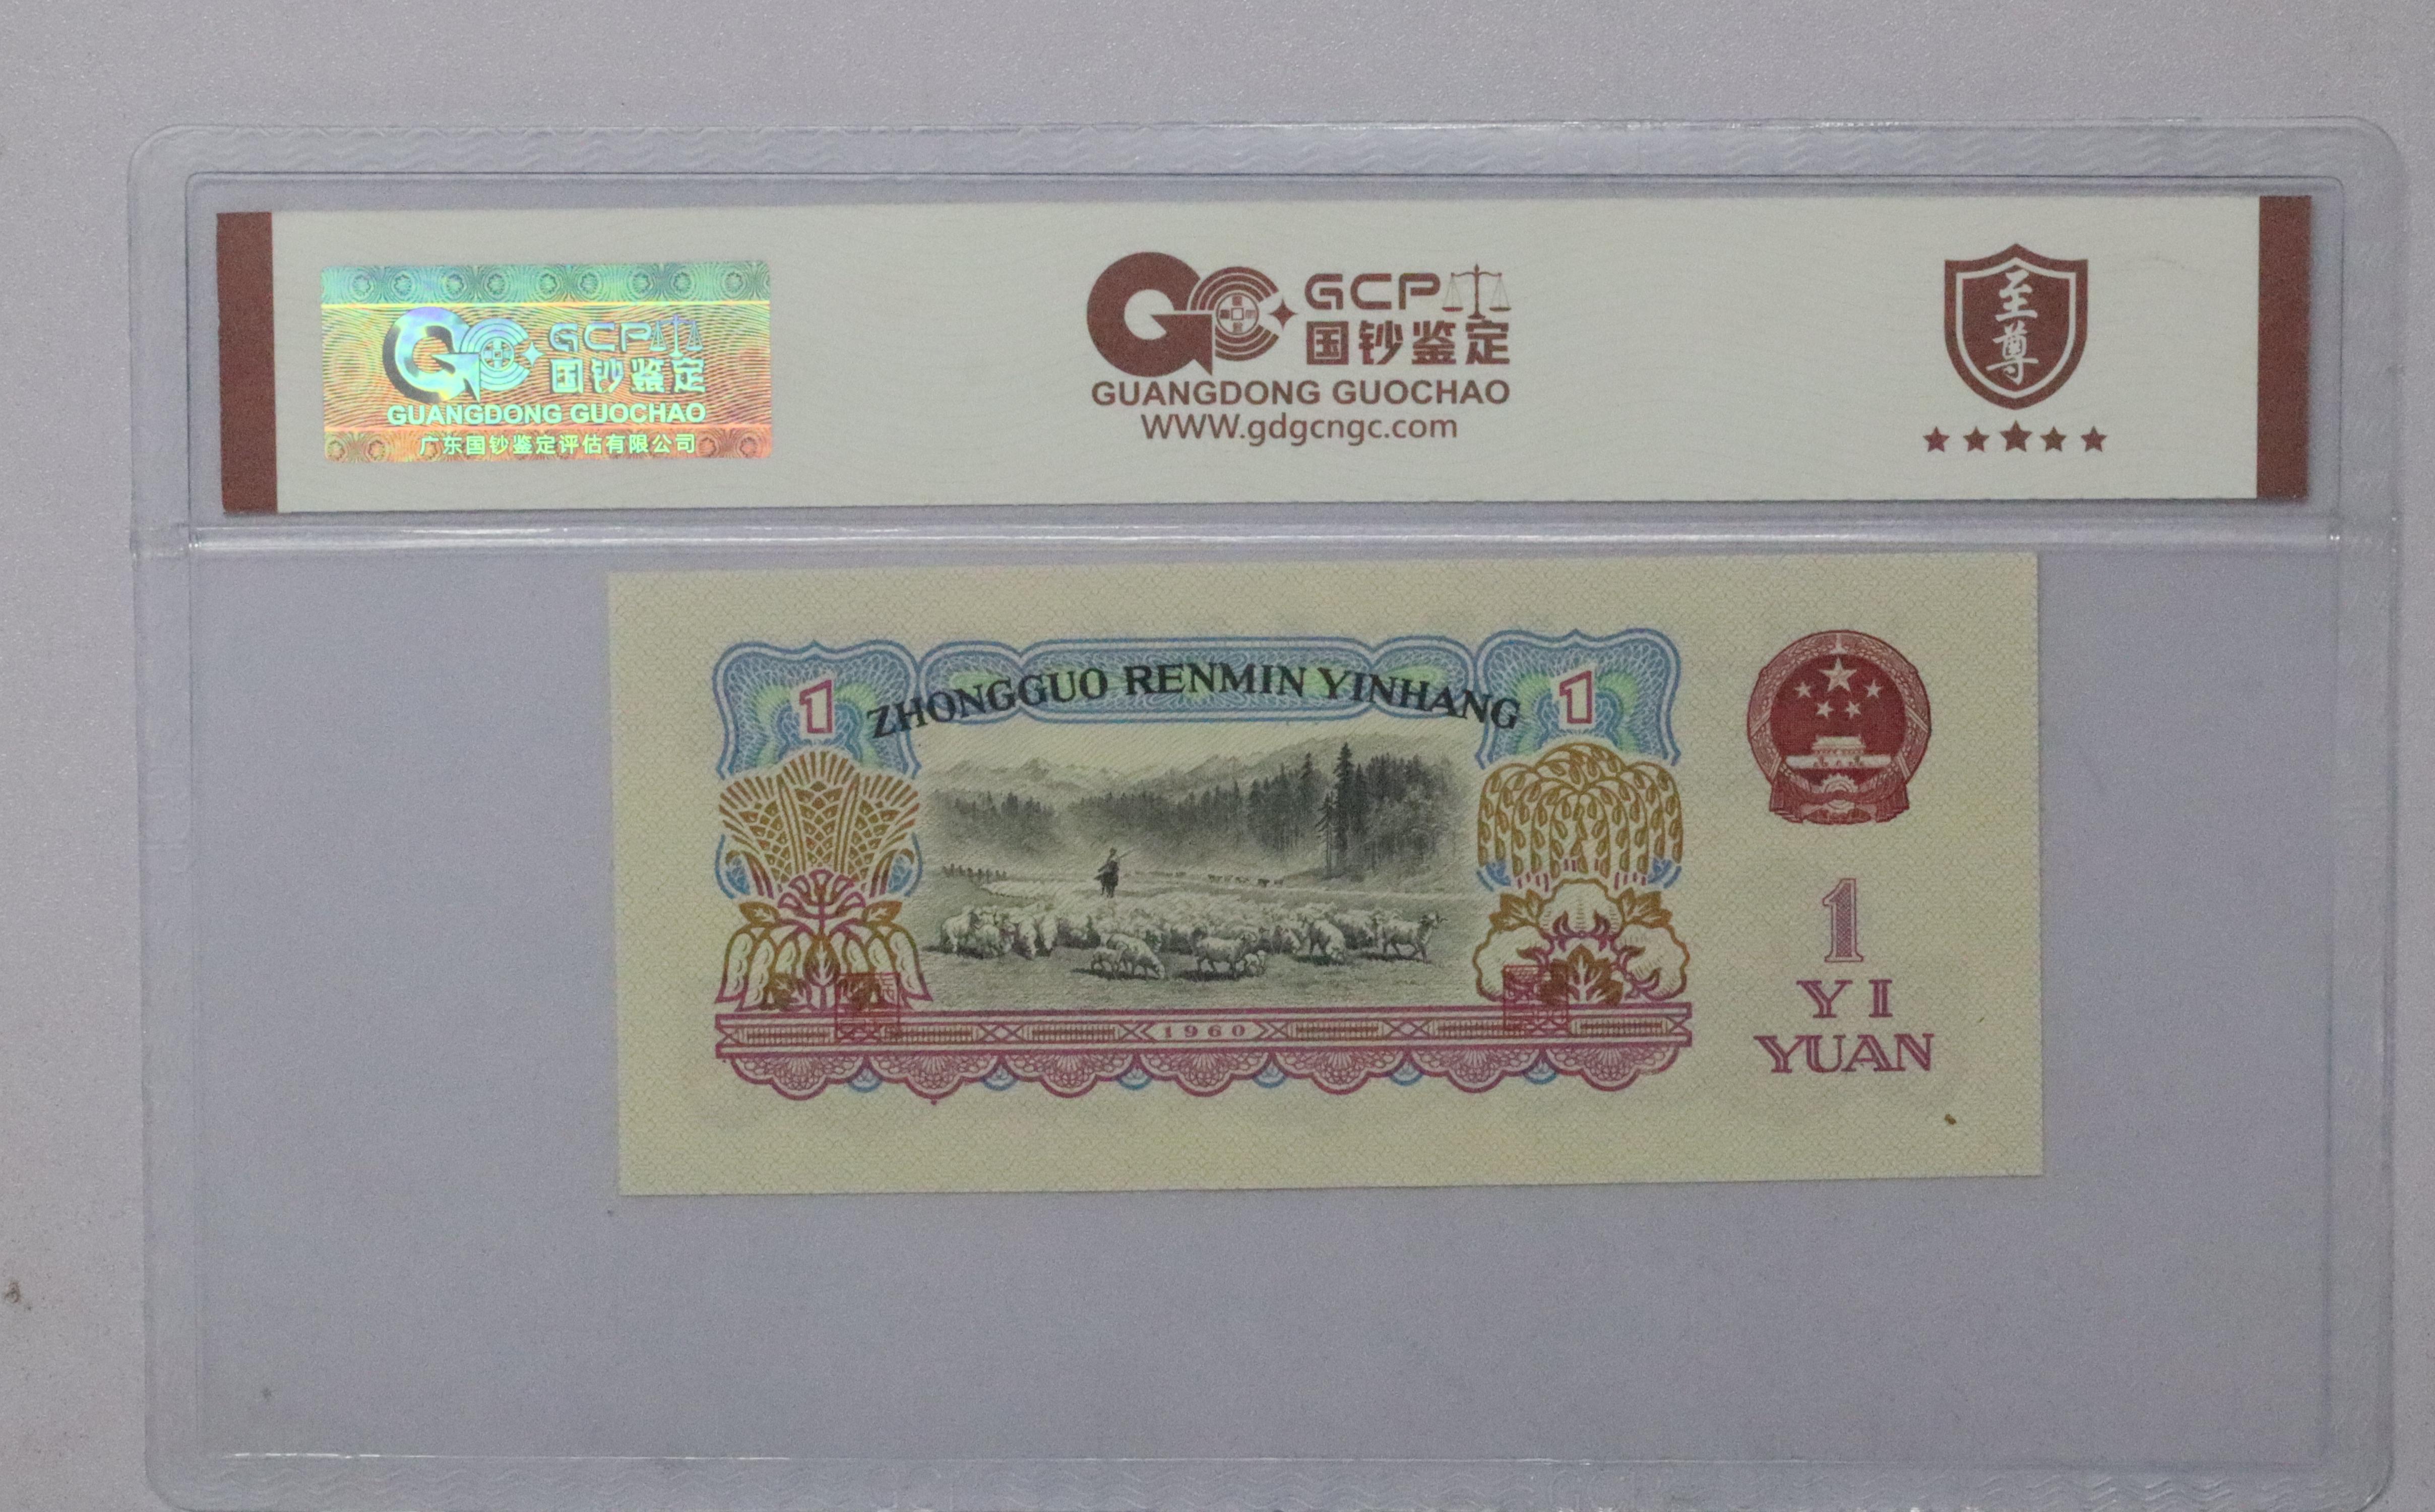 GCP
国钞鉴定
GUANGDONG GUOCHAO
广东国钞鉴定评估有限公司
GCP
国钞鉴定
GUANGDONG GUOCHAO
WWW.gdgcngc.com
至尊
1
ZHONGGUO RENMIN YINHANG
1
1
YI
YUAN
1960